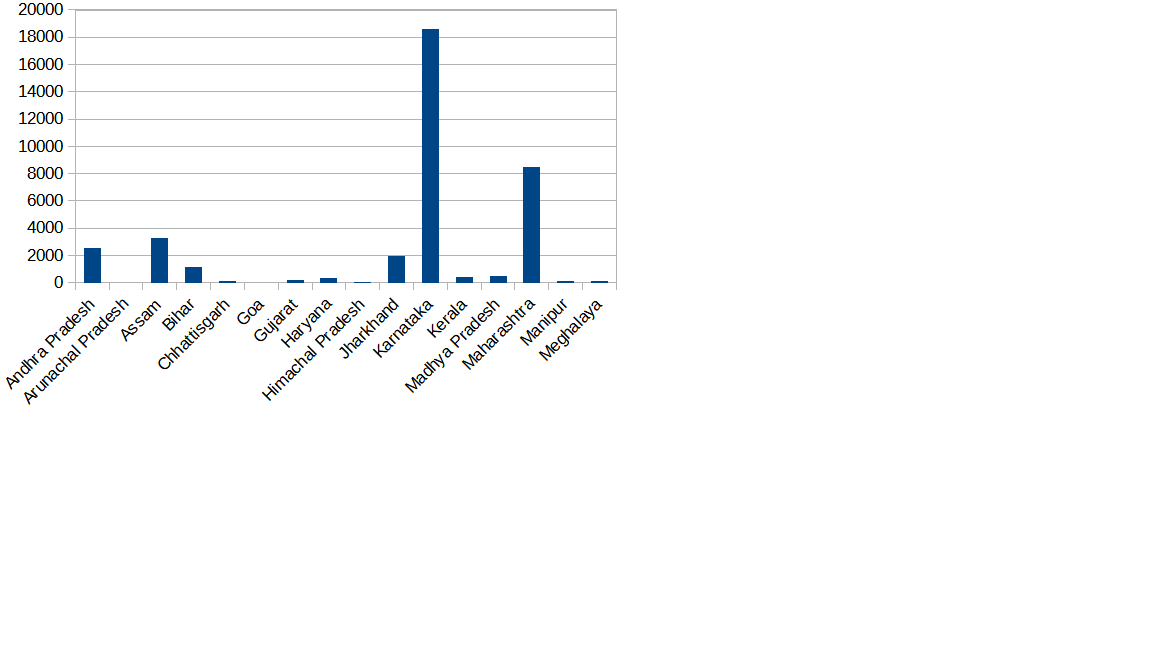 20000
18000
16000
14000
12000
10000
8000
6000
4000
2000
0
Andhra Pradesh
Arunachal Pradesh
Assam
Bihar
Chhattisgarh
Goa
Gujarat
Haryana
Himachal Pradesh
Jharkhand
Karnataka
Kerala
Madhya Pradesh
Maharashtra
Manipur
Meghalaya